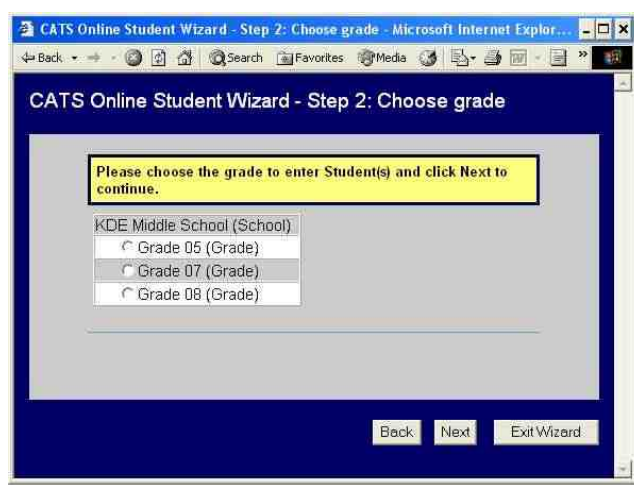 CATS Online Student Wizard - Step 2: Choose grade - Microsoft Internet Explor...
Back Search Favorites Media »
CATS Online Student Wizard - Step 2: Choose grade
Please choose the grade to enter Student(s) and click Next to
continue.
KDE Middle School (School)
Grade 05 (Grade)
Grade 07 (Grade)
Grade 08 (Grade)
Back Next Exit Wizard